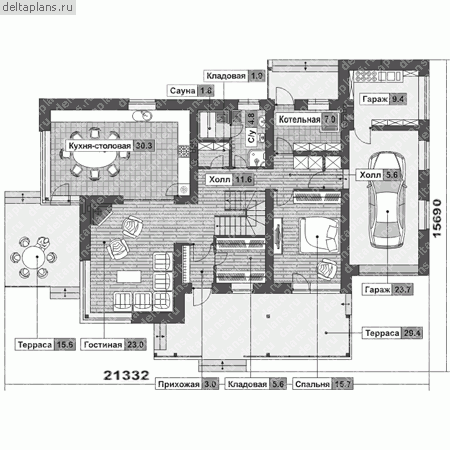 deltaplans.ru
Кладовая 1.9
Сауна 1.8
Гараж 9.4
С/у 4.8
Котельная 7.0
Кухня-столовая 30.3
Холл 11.6
Холл 5.6
15690
Гараж 23.7
Терраса 29.4
Терраса 15.6
Гостиная 23.0
21332
Прихожая 3.0
Кладовая 5.6
Спальня 15.7